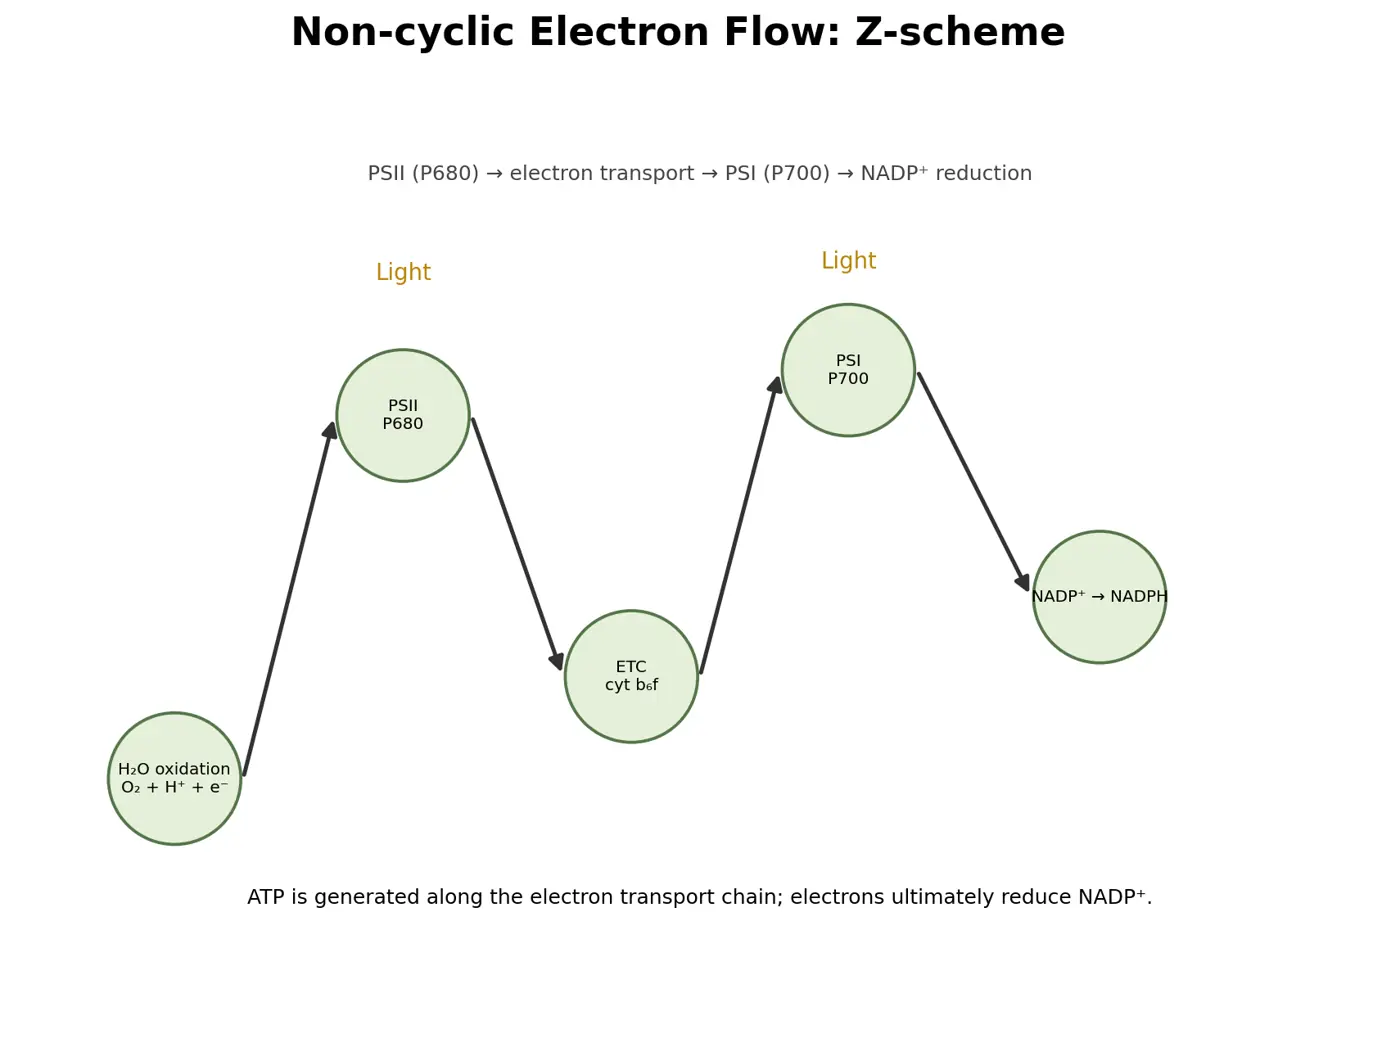 Non-cyclic Electron Flow: Z-scheme
PSII (P680) → electron transport → PSI (P700) → NADP⁺ reduction
Light
Light
PSI
P700
PSII
P680
NADP⁺ → NADPH
ETC
cyt b₆f
H₂O oxidation
O₂ + H⁺ + e⁻
ATP is generated along the electron transport chain; electrons ultimately reduce NADP⁺.